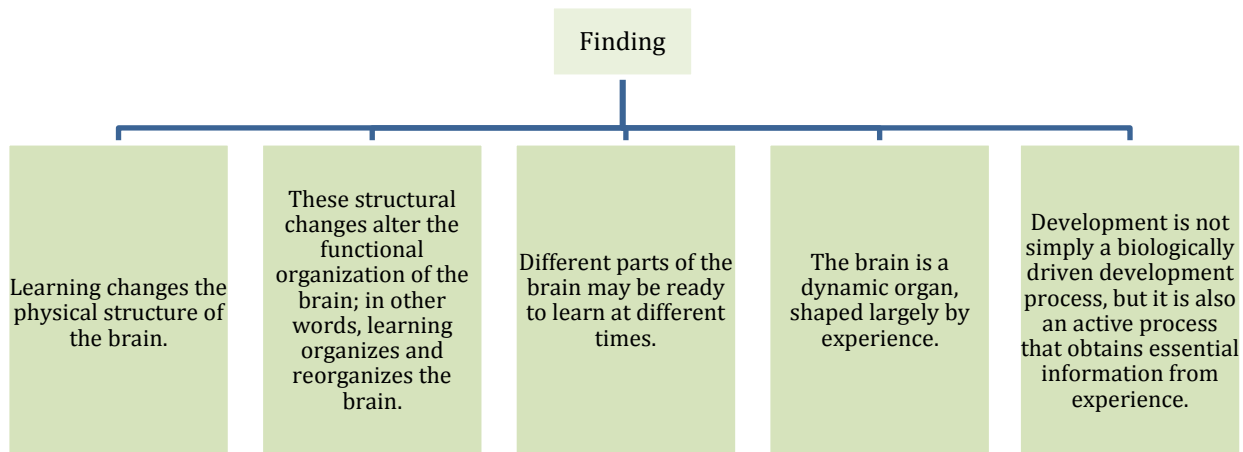 Finding
Learning changes the
physical structure of
the brain.
These structural
changes alter the
functional
organization of the
brain; in other
words, learning
organizes and
reorganizes the
brain.
Different parts of the
brain may be ready
to learn at different
times.
The brain is a
dynamic organ,
shaped largely by
experience.
Development is not
simply a biologically
driven development
process, but it is also
an active process
that obtains essential
information from
experience.